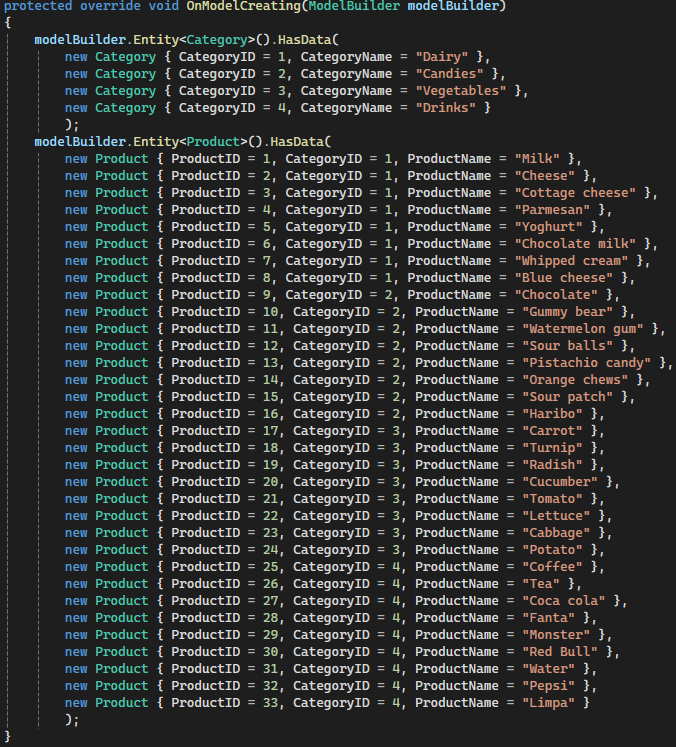 protected override void OnModelCreating(ModelBuilder modelBuilder)
{
    modelBuilder.Entity<Category>().HasData(
        new Category { CategoryID = 1, CategoryName = "Dairy" },
        new Category { CategoryID = 2, CategoryName = "Candies" },
        new Category { CategoryID = 3, CategoryName = "Vegetables" },
        new Category { CategoryID = 4, CategoryName = "Drinks" }
        );
    modelBuilder.Entity<Product>().HasData(
        new Product { ProductID = 1, CategoryID = 1, ProductName = "Milk" },
        new Product { ProductID = 2, CategoryID = 1, ProductName = "Cheese" },
        new Product { ProductID = 3, CategoryID = 1, ProductName = "Cottage cheese" },
        new Product { ProductID = 4, CategoryID = 1, ProductName = "Parmesan" },
        new Product { ProductID = 5, CategoryID = 1, ProductName = "Yoghurt" },
        new Product { ProductID = 6, CategoryID = 1, ProductName = "Chocolate milk" },
        new Product { ProductID = 7, CategoryID = 1, ProductName = "Whipped cream" },
        new Product { ProductID = 8, CategoryID = 1, ProductName = "Blue cheese" },
        new Product { ProductID = 9, CategoryID = 2, ProductName = "Chocolate" },
        new Product { ProductID = 10, CategoryID = 2, ProductName = "Gummy bear" },
        new Product { ProductID = 11, CategoryID = 2, ProductName = "Watermelon gum" },
        new Product { ProductID = 12, CategoryID = 2, ProductName = "Sour balls" },
        new Product { ProductID = 13, CategoryID = 2, ProductName = "Pistachio candy" },
        new Product { ProductID = 14, CategoryID = 2, ProductName = "Orange chews" },
        new Product { ProductID = 15, CategoryID = 2, ProductName = "Sour patch" },
        new Product { ProductID = 16, CategoryID = 2, ProductName = "Haribo" },
        new Product { ProductID = 17, CategoryID = 3, ProductName = "Carrot" },
        new Product { ProductID = 18, CategoryID = 3, ProductName = "Turnip" },
        new Product { ProductID = 19, CategoryID = 3, ProductName = "Radish" },
        new Product { ProductID = 20, CategoryID = 3, ProductName = "Cucumber" },
        new Product { ProductID = 21, CategoryID = 3, ProductName = "Tomato" },
        new Product { ProductID = 22, CategoryID = 3, ProductName = "Lettuce" },
        new Product { ProductID = 23, CategoryID = 3, ProductName = "Cabbage" },
        new Product { ProductID = 24, CategoryID = 3, ProductName = "Potato" },
        new Product { ProductID = 25, CategoryID = 4, ProductName = "Coffee" },
        new Product { ProductID = 26, CategoryID = 4, ProductName = "Tea" },
        new Product { ProductID = 27, CategoryID = 4, ProductName = "Coca cola" },
        new Product { ProductID = 28, CategoryID = 4, ProductName = "Fanta" },
        new Product { ProductID = 29, CategoryID = 4, ProductName = "Monster" },
        new Product { ProductID = 30, CategoryID = 4, ProductName = "Red Bull" },
        new Product { ProductID = 31, CategoryID = 4, ProductName = "Water" },
        new Product { ProductID = 32, CategoryID = 4, ProductName = "Pepsi" },
        new Product { ProductID = 33, CategoryID = 4, ProductName = "Limpa" }
        );
}